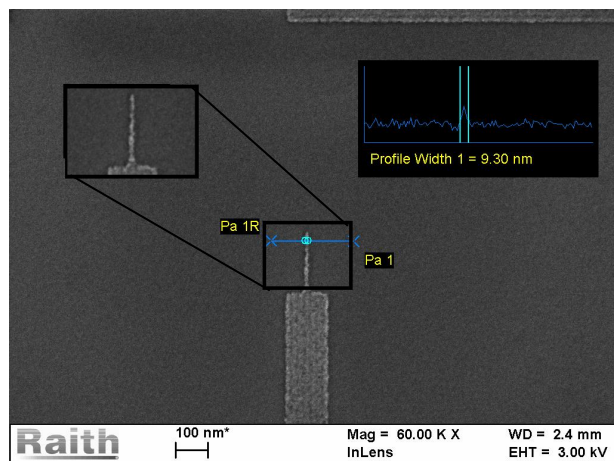 Profile Width 1 = 9.30 nm
Pa 1R
Pa 1
Raith
100 nm*
Mag = 60.00 K X
WD = 2.4 mm
InLens
EHT = 3.00 kV